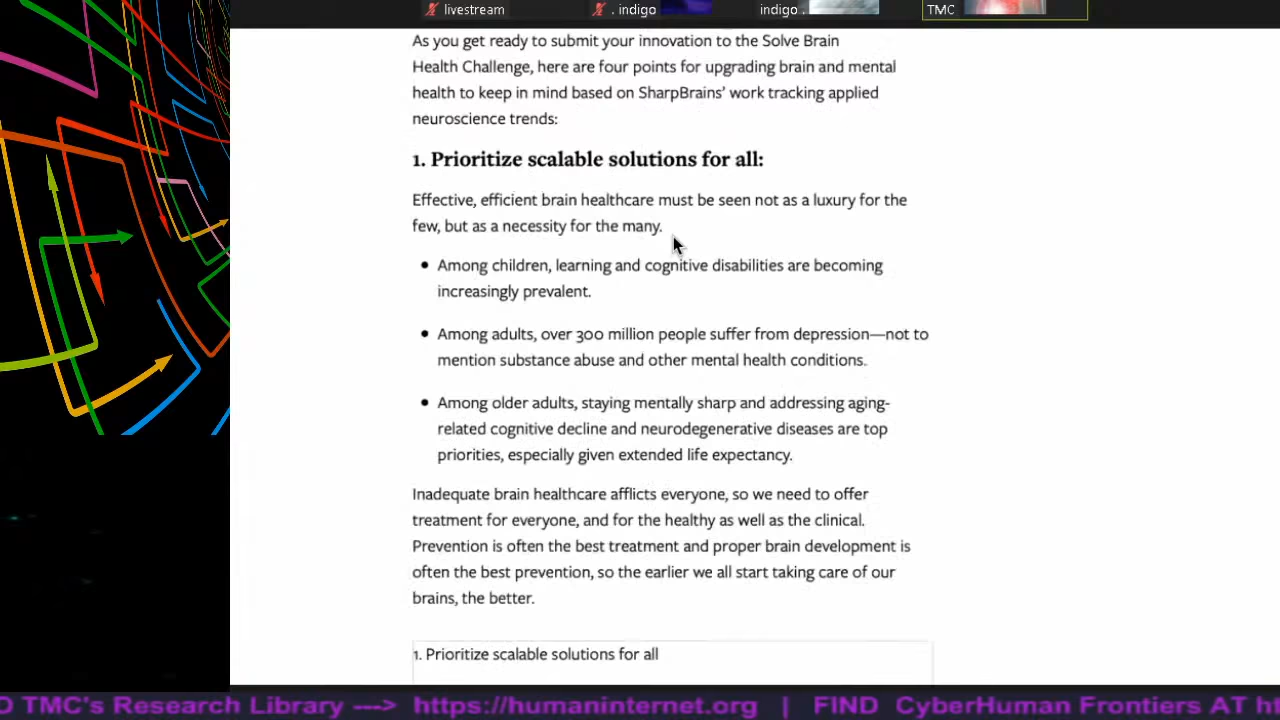 livestream
. indigo
indigo .
TMC
As you get ready to submit your innovation to the Solve Brain
Health Challenge, here are four points for upgrading brain and mental
health to keep in mind based on SharpBrains’ work tracking applied
neuroscience trends:
1. Prioritize scalable solutions for all:
Effective, efficient brain healthcare must be seen not as a luxury for the
few, but as a necessity for the many.
• Among children, learning and cognitive disabilities are becoming
increasingly prevalent.
• Among adults, over 300 million people suffer from depression—not to
mention substance abuse and other mental health conditions.
• Among older adults, staying mentally sharp and addressing aging-
related cognitive decline and neurodegenerative diseases are top
priorities, especially given extended life expectancy.
Inadequate brain healthcare afflicts everyone, so we need to offer
treatment for everyone, and for the healthy as well as the clinical.
Prevention is often the best treatment and proper brain development is
often the best prevention, so the earlier we all start taking care of our
brains, the better.
1. Prioritize scalable solutions for all
O TMC's Research Library ---> https://humaninternet.org | FIND CyberHuman Frontiers AT ht